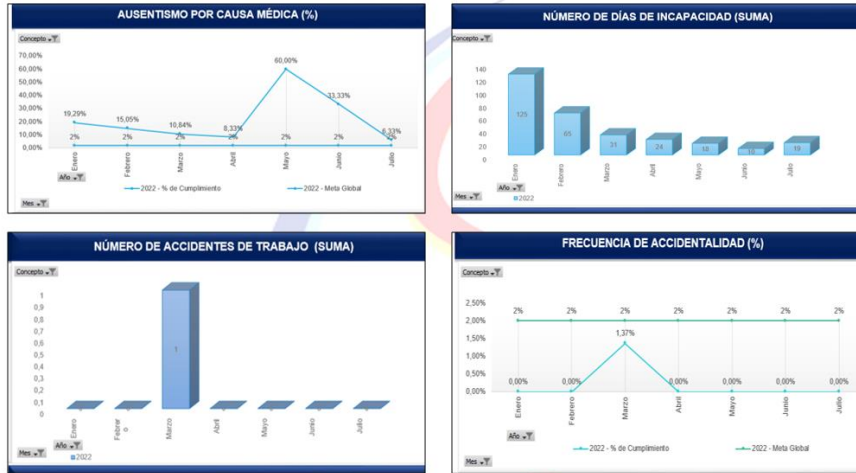 AUSENTISMO POR CAUSA MÉDICA (%)
Concepto
70,00%
60,00%
50,00%
40,00%
30,00%
20,00%
10,00%
0,00%
19,29%
15,05%
10,84%
8,33%
60,00%
33,33%
6,33%
2%
2%
2%
2%
2%
2%
2%
Enero
Febrero
Marzo
Abril
Mayo
Junio
Julio
Año
2022 - % de Cumplimiento
2022 - Meta Global
Mes
NÚMERO DE DÍAS DE INCAPACIDAD (SUMA)
Concepto
140
120
100
80
60
40
20
0
125
65
31
24
18
10
19
Enero
Febrero
Marzo
Abril
Mayo
Junio
Julio
Año
Mes
2022
NÚMERO DE ACCIDENTES DE TRABAJO (SUMA)
Concepto
1
0,9
0,8
0,7
0,6
0,5
0,4
0,3
0,2
0,1
0
1
Enero
Febrer
o
Marzo
Abril
Mayo
Junio
Julio
Año
Mes
2022
FRECUENCIA DE ACCIDENTALIDAD (%)
Concepto
2,50%
2,00%
1,50%
1,00%
0,50%
0,00%
2%
2%
2%
2%
2%
2%
2%
0,00%
0,00%
1,37%
0,00%
0,00%
0,00%
0,00%
Enero
Febrero
Marzo
Abril
Mayo
Junio
Julio
Año
2022 - % de Cumplimiento
2022 - Meta Global
Mes